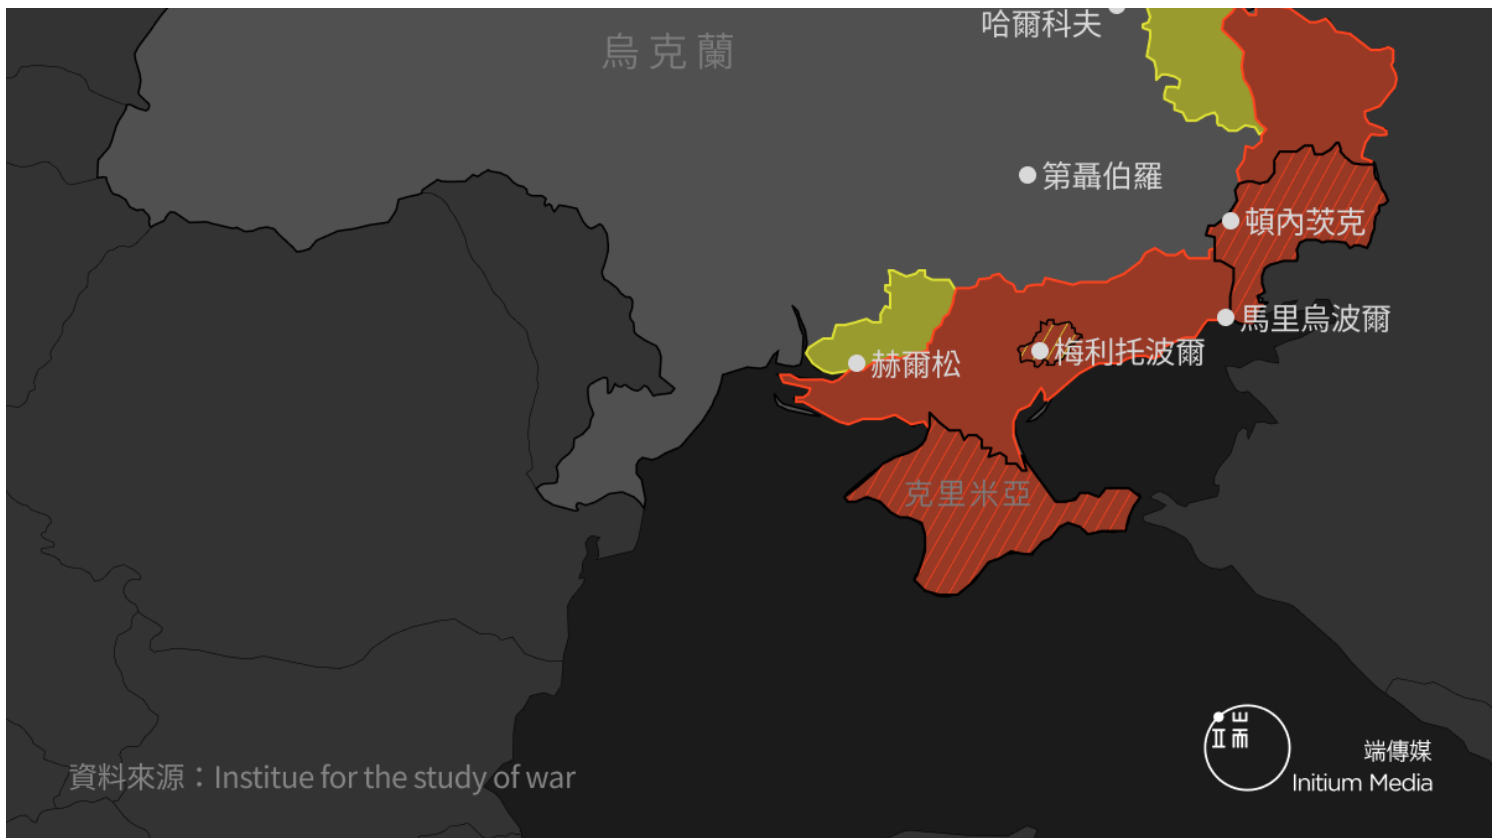 哈爾科夫
烏克蘭
第聶伯羅
頓內茨克
馬里烏波爾
梅利托波爾
赫爾松
克里米亞
端
端傳媒
資料來源：Institue for the study of war
Initium Media